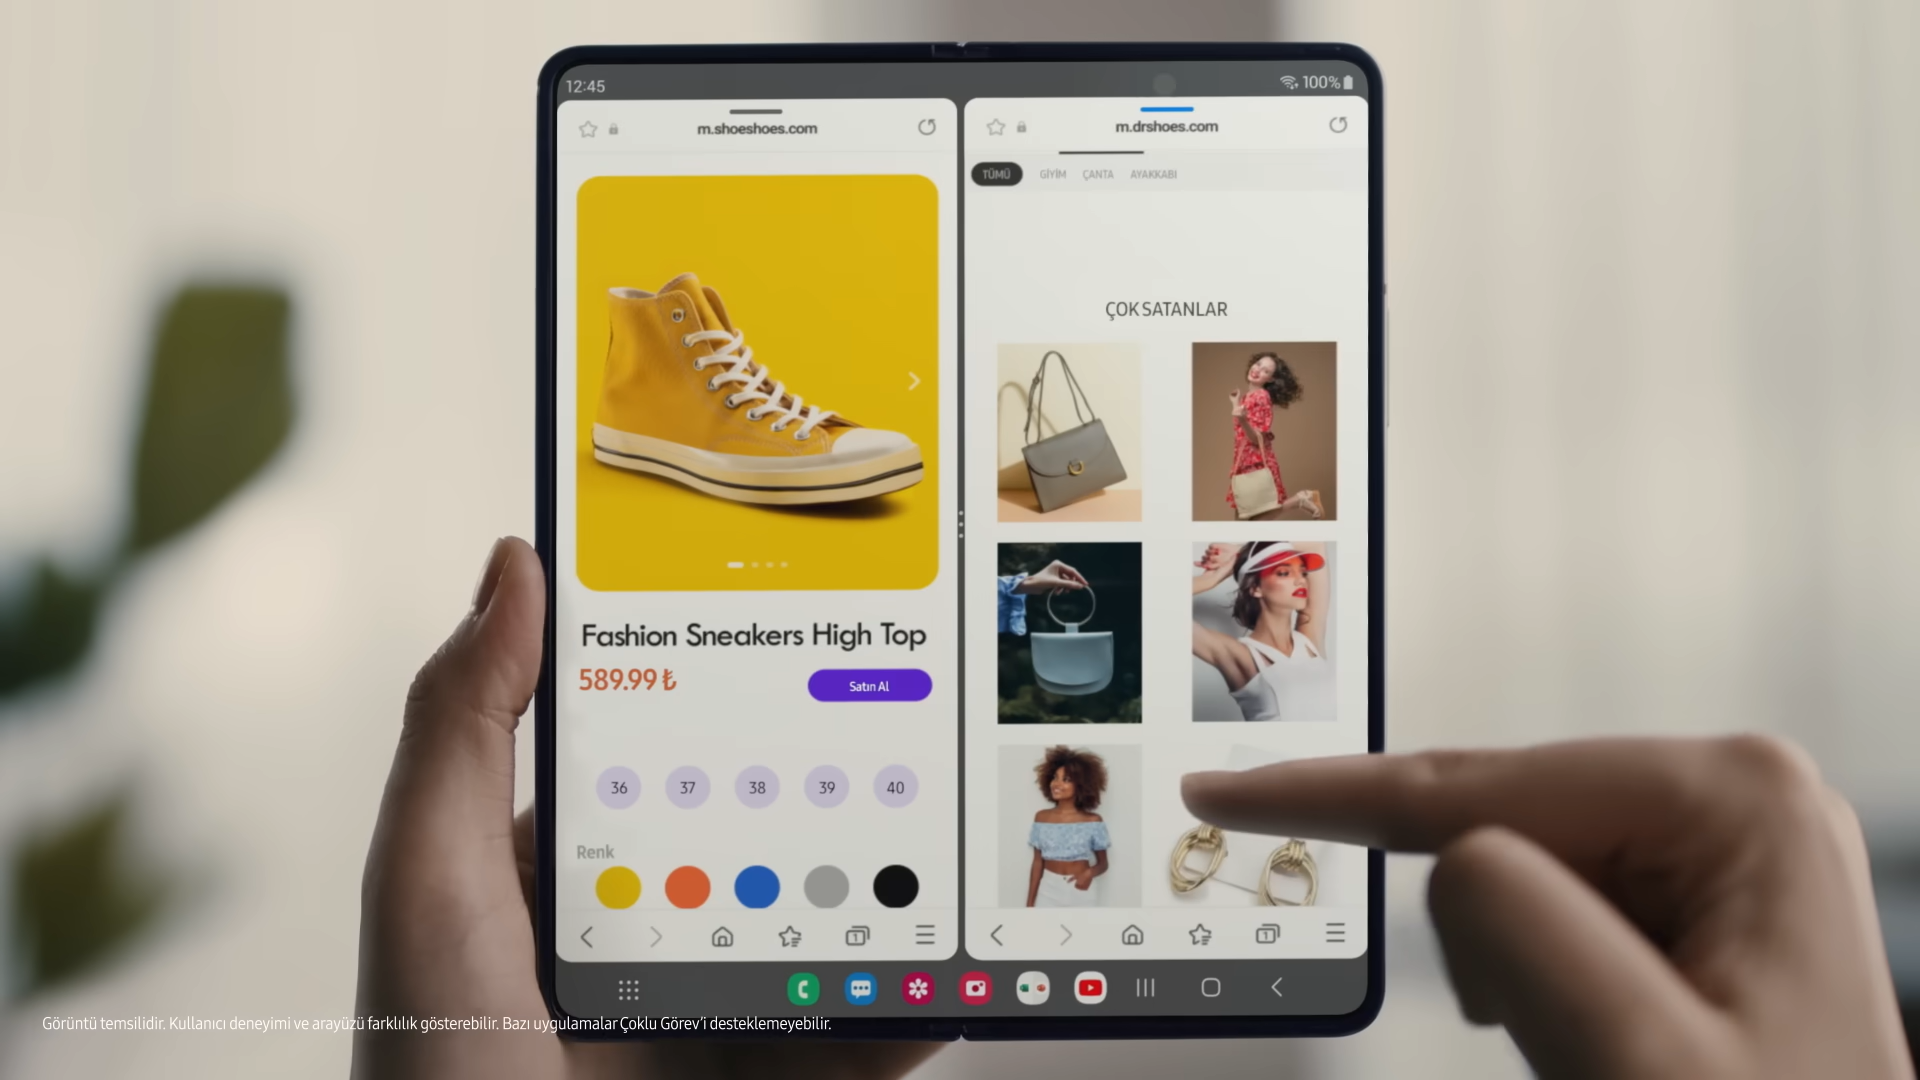 12:45
100%
m.shoeshoes.com
Fashion Sneakers High Top
589.99 ₺
Satın Al
36 37 38 39 40
Renk
1
m.drshoes.com
TÜMÜ GİYİM ÇANTA AYAKKABI
ÇOK SATANLAR
1
Görüntü temsilidir. Kullanıcı deneyimi ve arayüzü farklılık gösterebilir. Bazı uygulamalar Çoklu Görev'i desteklemeyebilir.